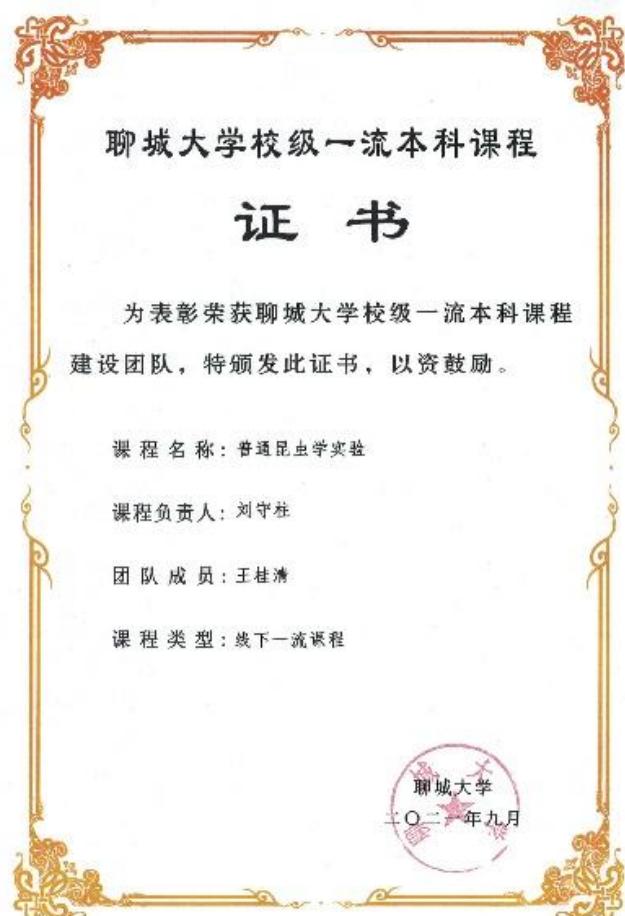 聊城大学校级一流本科课程
证 书
为表彰荣获聊城大学校级一流本科课程
建设团队，特颁发此证书，以资鼓励。
课 程 名 称：普通昆虫学实验
课程负责人：刘守柱
团 队 成 员：王桂清
课 程 类 型：线下一流课程
聊城大学
二〇二一年九月